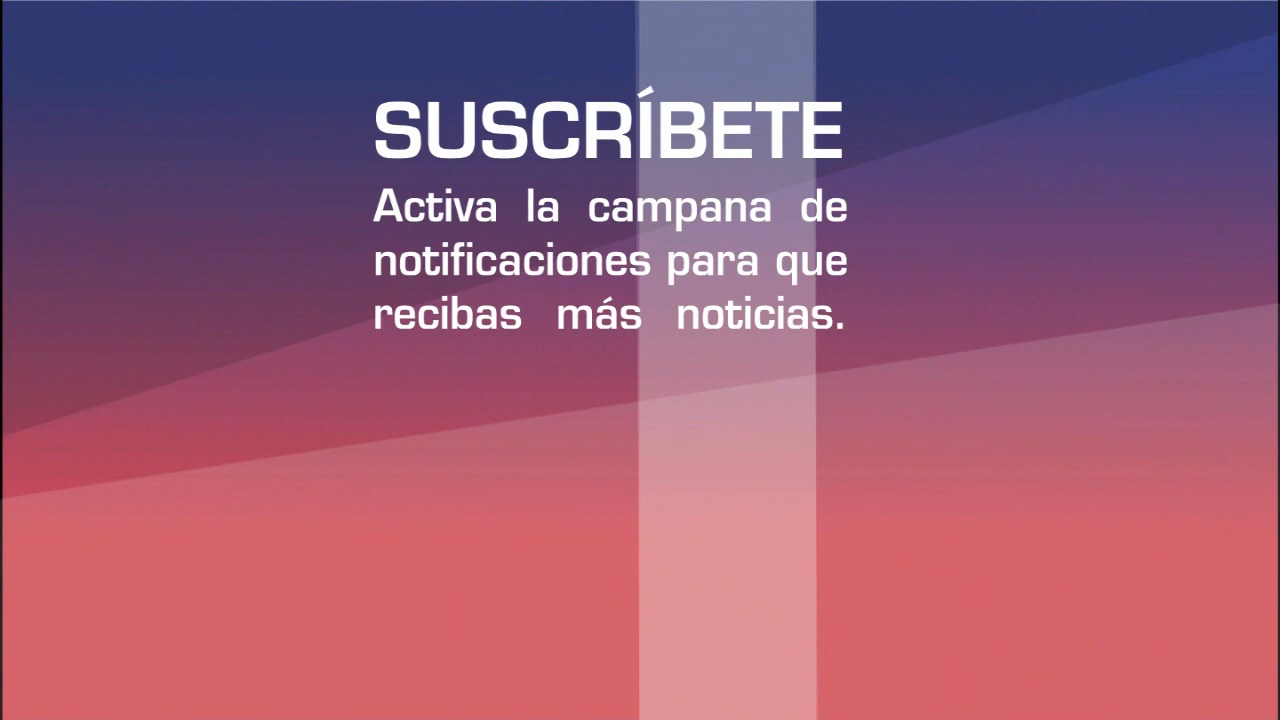 SUSCRÍBETE
Activa la campana de
notificaciones para que
recibas más noticias.